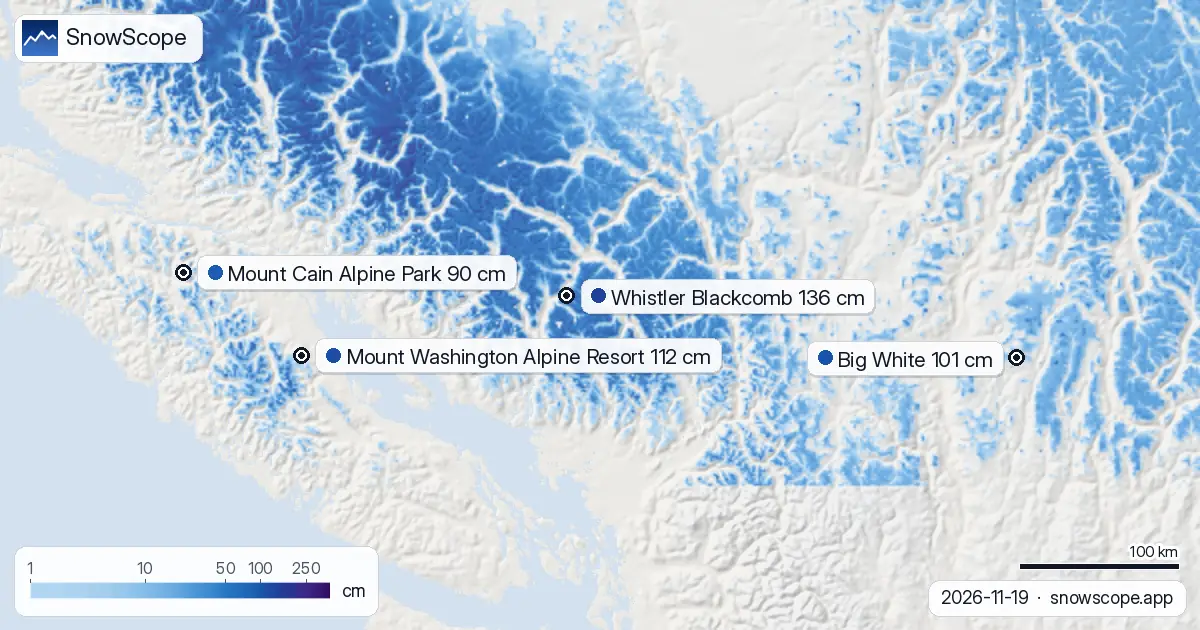 SnowScope
Mount Cain Alpine Park 90 cm
Whistler Blackcomb 136 cm
Mount Washington Alpine Resort 112 cm
Big White 101 cm
1 10 50 100 250
cm
100 km
2026-11-19 · snowscope.app